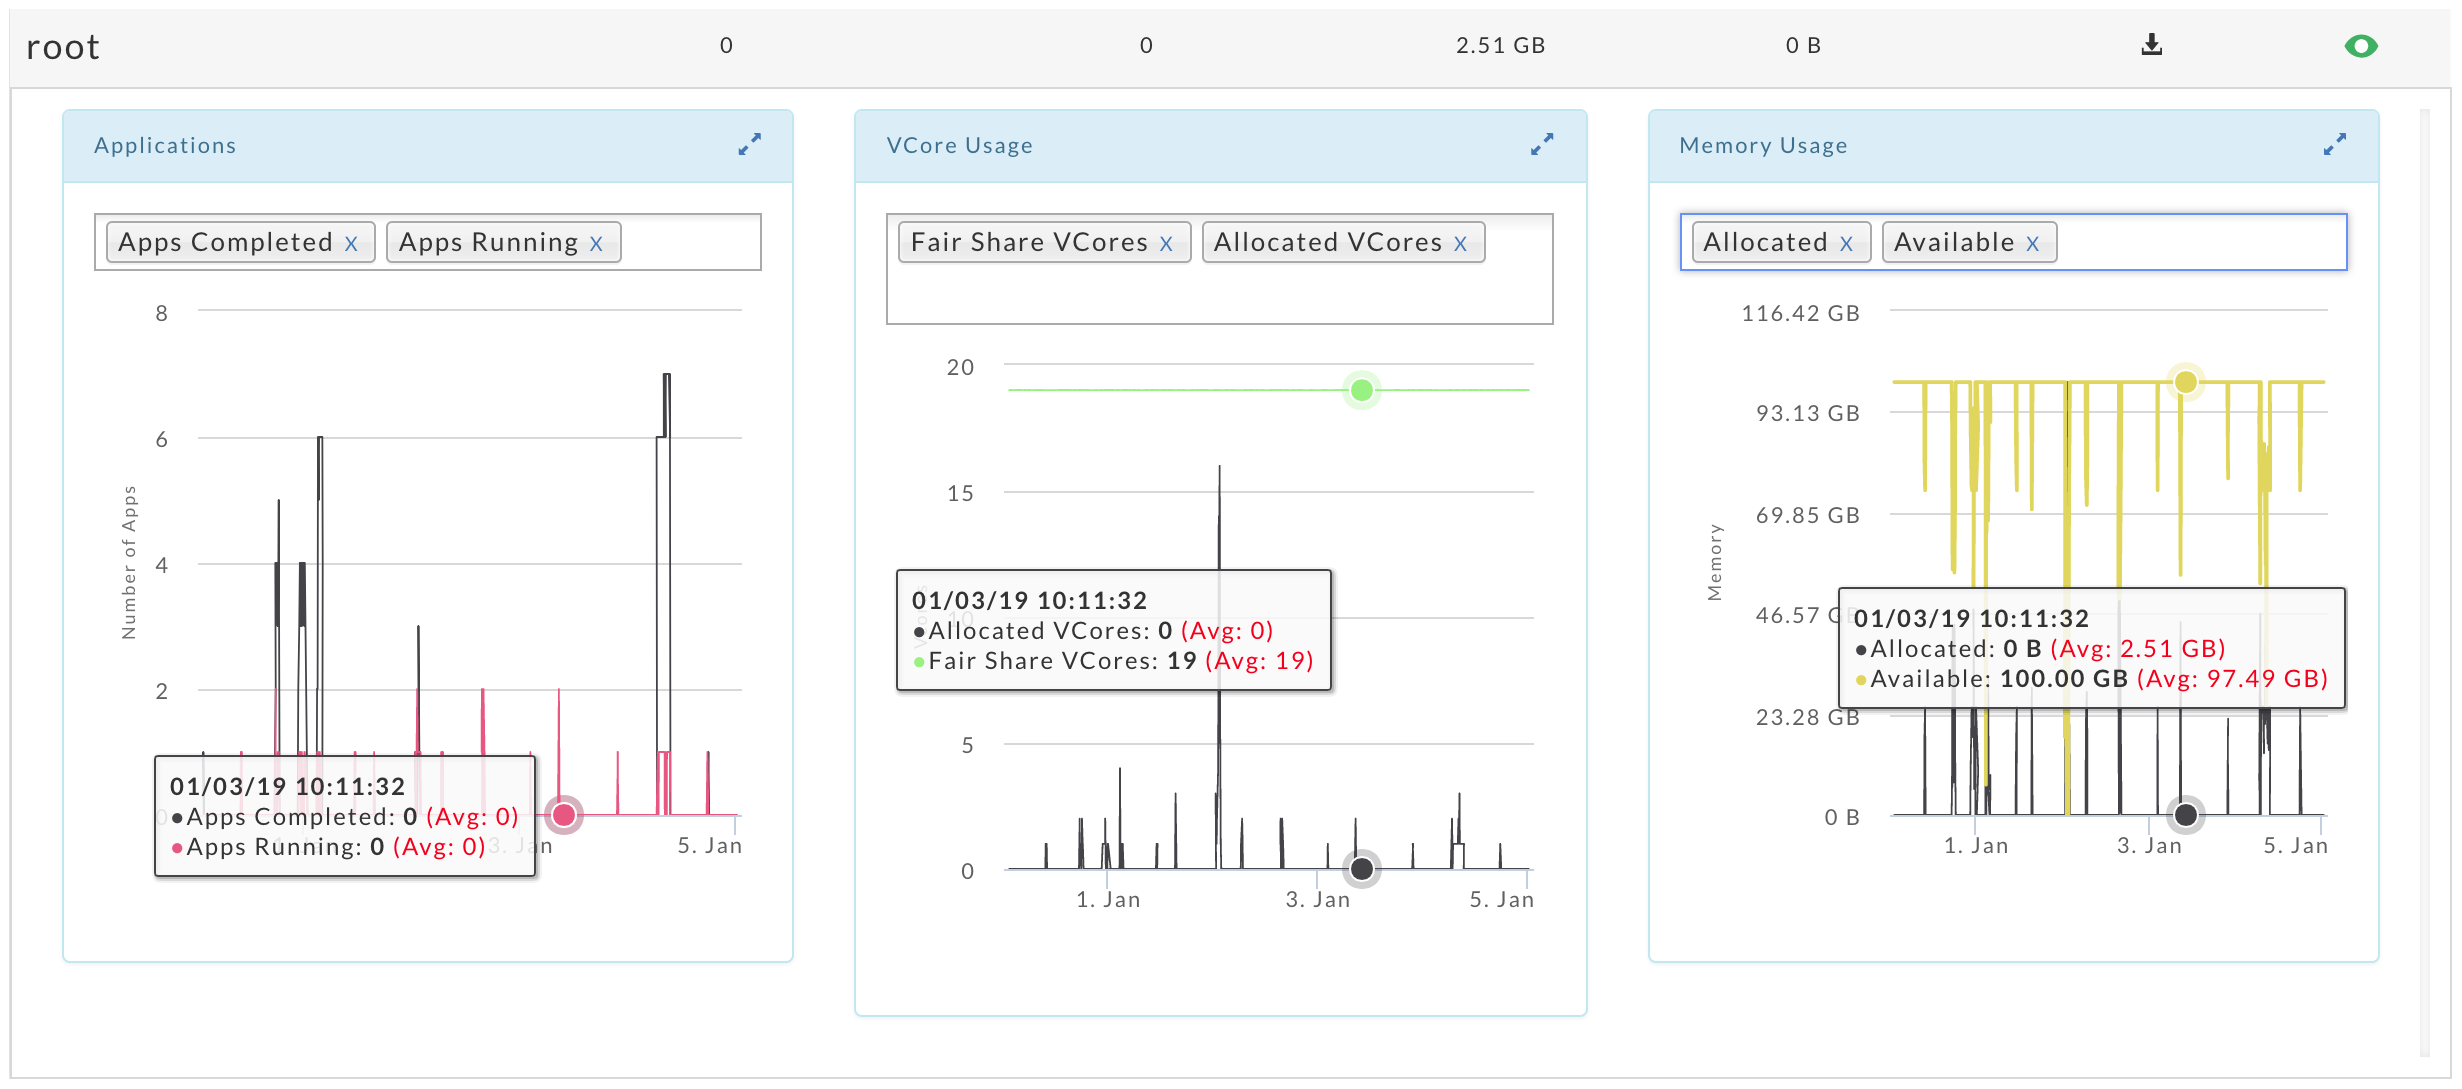 root 0 0 2.51 GB 0 B
Applications
Apps Completed x Apps Running x
8
6
4
2
0
Number of Apps
01/03/19 10:11:32
Apps Completed: 0 (Avg: 0)
Apps Running: 0 (Avg: 0)
3. Jan 5. Jan
VCore Usage
Fair Share VCores x Allocated VCores x
20
15
10
5
0
01/03/19 10:11:32
Allocated VCores: 0 (Avg: 0)
Fair Share VCores: 19 (Avg: 19)
1. Jan 3. Jan 5. Jan
Memory Usage
Allocated x Available x
116.42 GB
93.13 GB
69.85 GB
46.57 GB
23.28 GB
0 B
Memory
01/03/19 10:11:32
Allocated: 0 B (Avg: 2.51 GB)
Available: 100.00 GB (Avg: 97.49 GB)
1. Jan 3. Jan 5. Jan